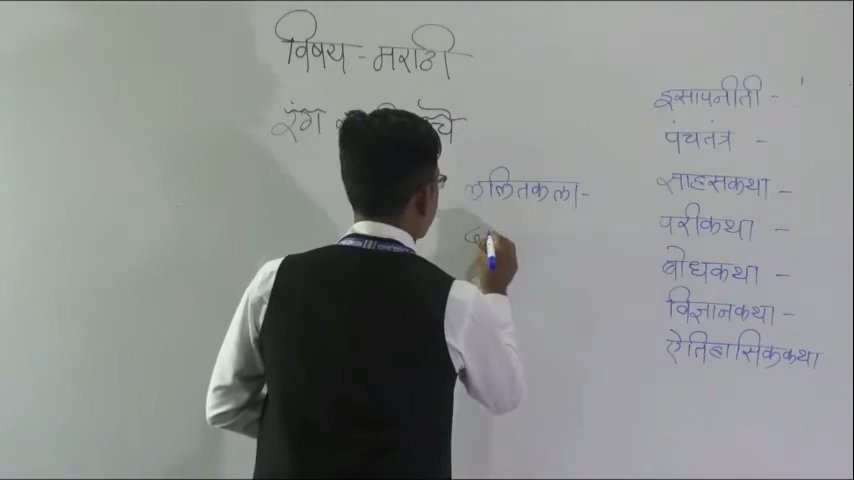 विषय - मराठी
रंग
ललितकला -
इसापनीती -
पंचतंत्र -
साहसकथा -
परीकथा -
बोधकथा -
विज्ञानकथा -
ऐतिहासिककथा